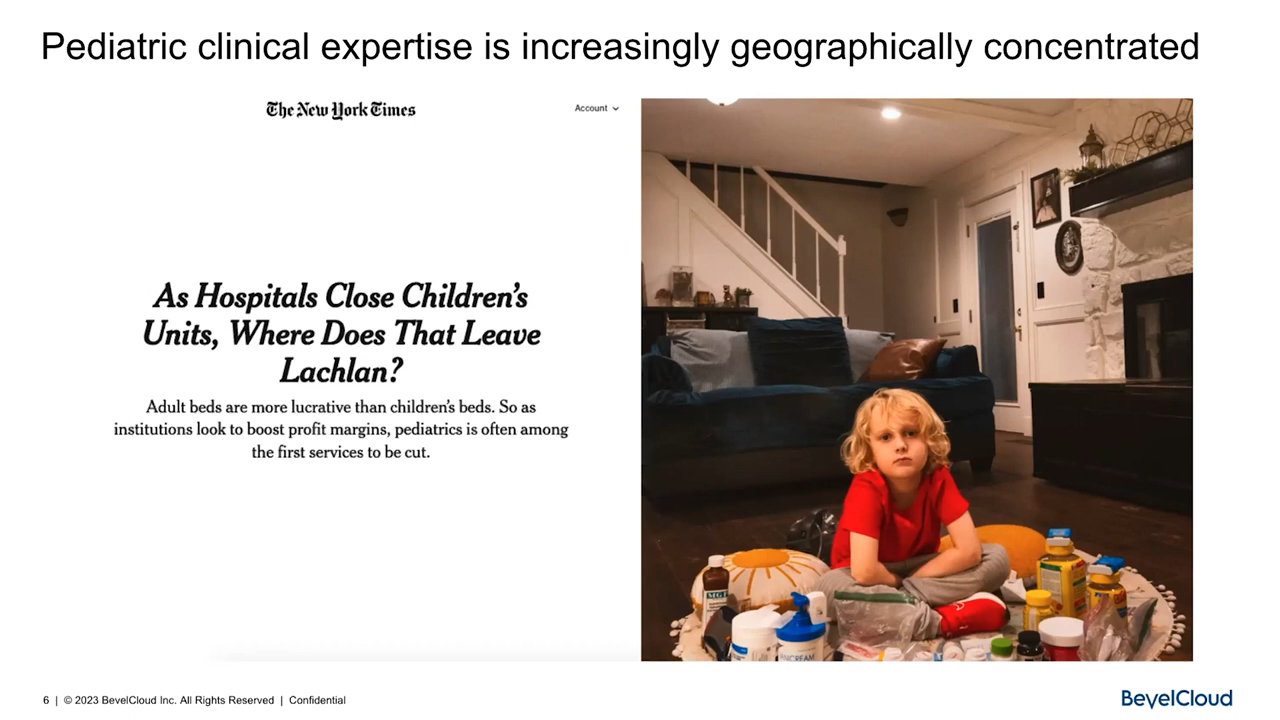 Pediatric clinical expertise is increasingly geographically concentrated
The New York Times
Account
As Hospitals Close Children's
Units, Where Does That Leave
Lachlan?
Adult beds are more lucrative than children's beds. So as
institutions look to boost profit margins, pediatrics is often among
the first services to be cut.
6 | © 2023 BevelCloud Inc. All Rights Reserved | Confidential
BevelCloud